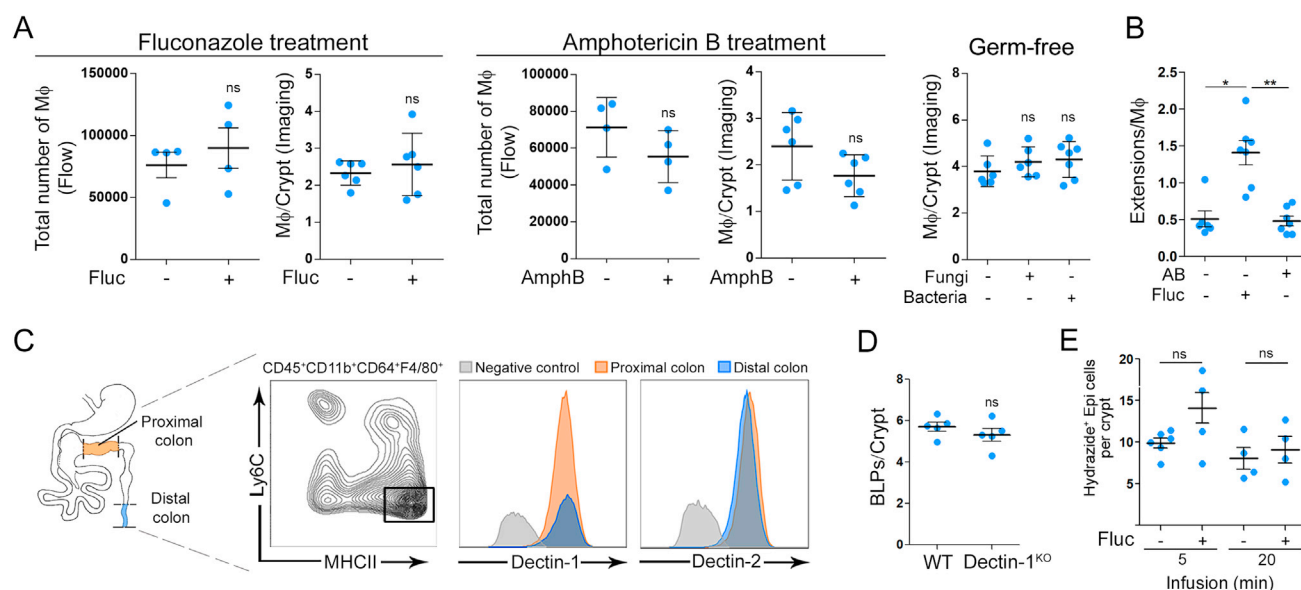 A
Fluconazole treatment
Total number of Mϕ
(Flow)
150000
100000
50000
0
ns
Fluc - +
Mϕ/Crypt (Imaging)
5
4
3
2
1
0
ns
Fluc - +
Amphotericin B treatment
Total number of Mϕ
(Flow)
100000
80000
60000
40000
20000
0
ns
AmphB - +
Mϕ/Crypt (Imaging)
4
3
2
1
0
ns
AmphB - +
Germ-free
Mϕ/Crypt (Imaging)
8
6
4
2
0
ns ns
Fungi - + -
Bacteria - - +
B
Extensions/Mϕ
2.5
2.0
1.5
1.0
0.5
0.0
* **
AB - - +
Fluc - + -
C
Proximal
colon
Distal
colon
CD45+CD11b+CD64+F4/80+
Ly6C
MHCII
Negative control Proximal colon Distal colon
Dectin-1
Dectin-2
D
BLPs/Crypt
8
6
4
2
0
ns
WT Dectin-1KO
E
Hydrazide+ Epi cells
per crypt
20
15
10
5
ns ns
Fluc - + - +
5 20
Infusion (min)